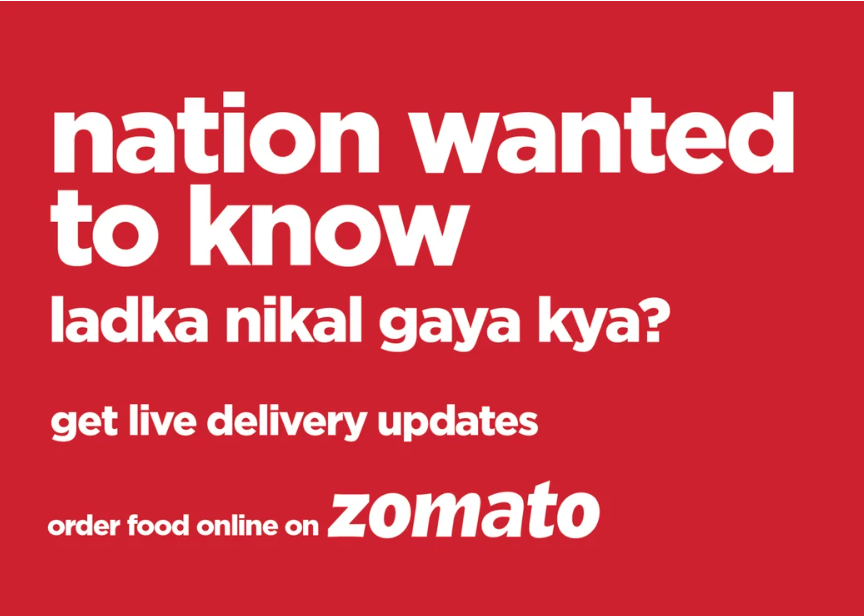 nation wanted
to know
ladka nikal gaya kya?
get live delivery updates
order food online on zomato